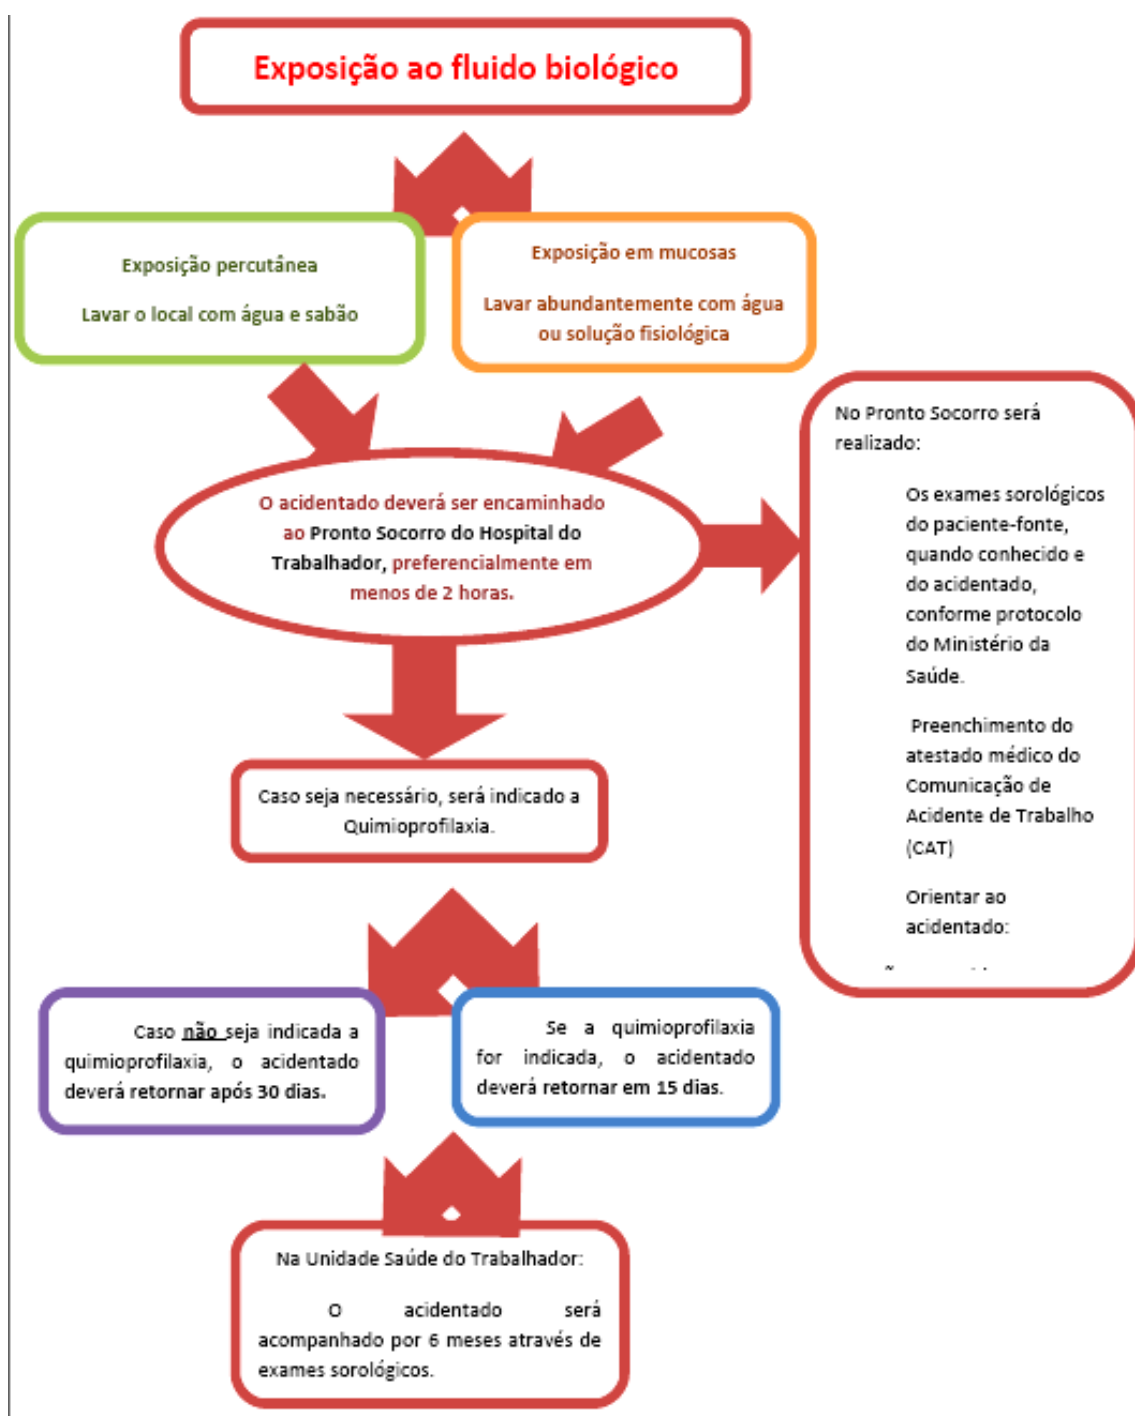 Exposição ao fluido biológico
Exposição percutânea
Lavar o local com água e sabão
Exposição em mucosas
Lavar abundantemente com água
ou solução fisiológica
O acidentado deverá ser encaminhado
ao Pronto Socorro do Hospital do
Trabalhador, preferencialmente em
menos de 2 horas.
No Pronto Socorro será
realizado:
Os exames sorológicos
do paciente-fonte,
quando conhecido e
do acidentado,
conforme protocolo
do Ministério da
Saúde.
Preenchimento do
atestado médico do
Comunicação de
Acidente de Trabalho
(CAT)
Orientar ao
acidentado:
Caso seja necessário, será indicado a
Quimioprofilaxia.
Caso não seja indicada a
quimioprofilaxia, o acidentado
deverá retornar após 30 dias.
Se a quimioprofilaxia
for indicada, o acidentado
deverá retornar em 15 dias.
Na Unidade Saúde do Trabalhador:
O acidentado será
acompanhado por 6 meses através de
exames sorológicos.